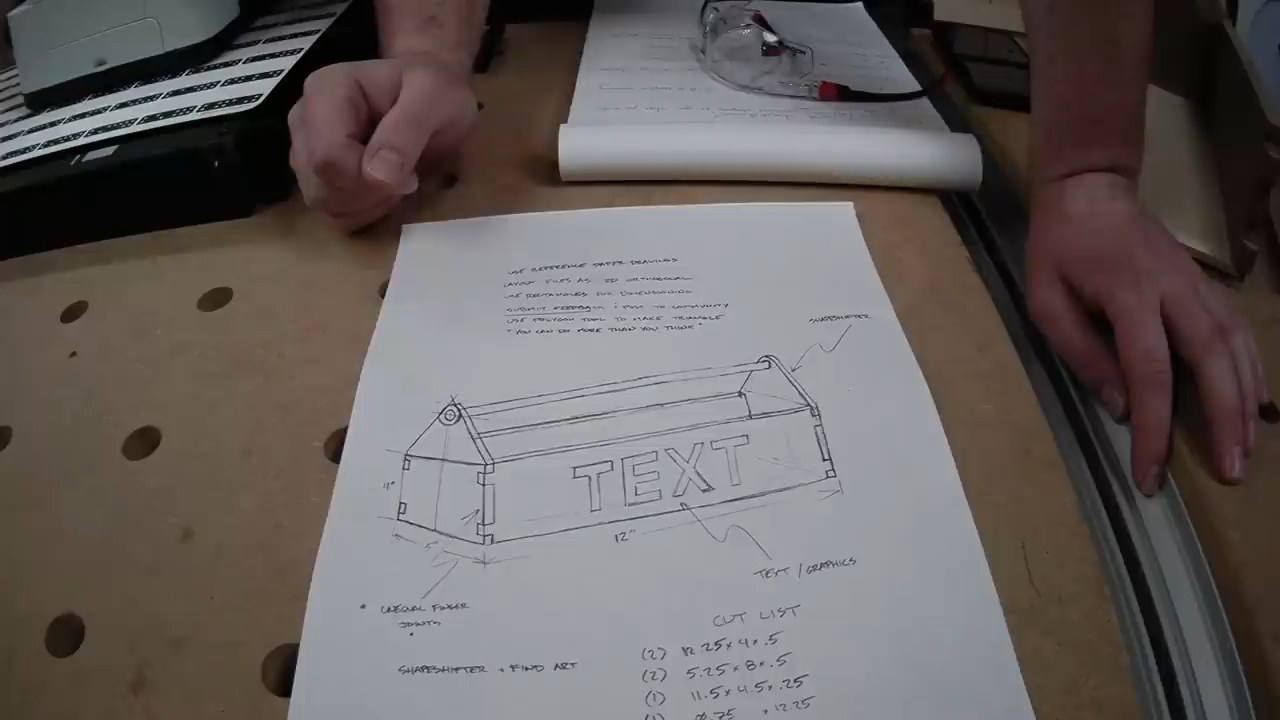 USE REFERENCE PAPER DRAWINGS
LAYOUT FILES AS 2D ORTHOGONAL
USE RECTANGLES FOR DIMENSIONING
SUBMIT FEEDBACK : POST TO COMMUNITY
USE POLYGON TOOL TO MAKE TRIANGLE
"YOU CAN DO MORE THAN YOU THINK"
SHAPESHIFTER
TEXT
12"
TEXT / GRAPHICS
UNEQUAL FINGER
JOINTS
SHAPESHIFTER + FIND ART
CUT LIST
(2) 12.25 x 4 x .5
(2) 5.25 x 8 x .5
(1) 11.5 x 4.5 x .25
.75 x 12.25